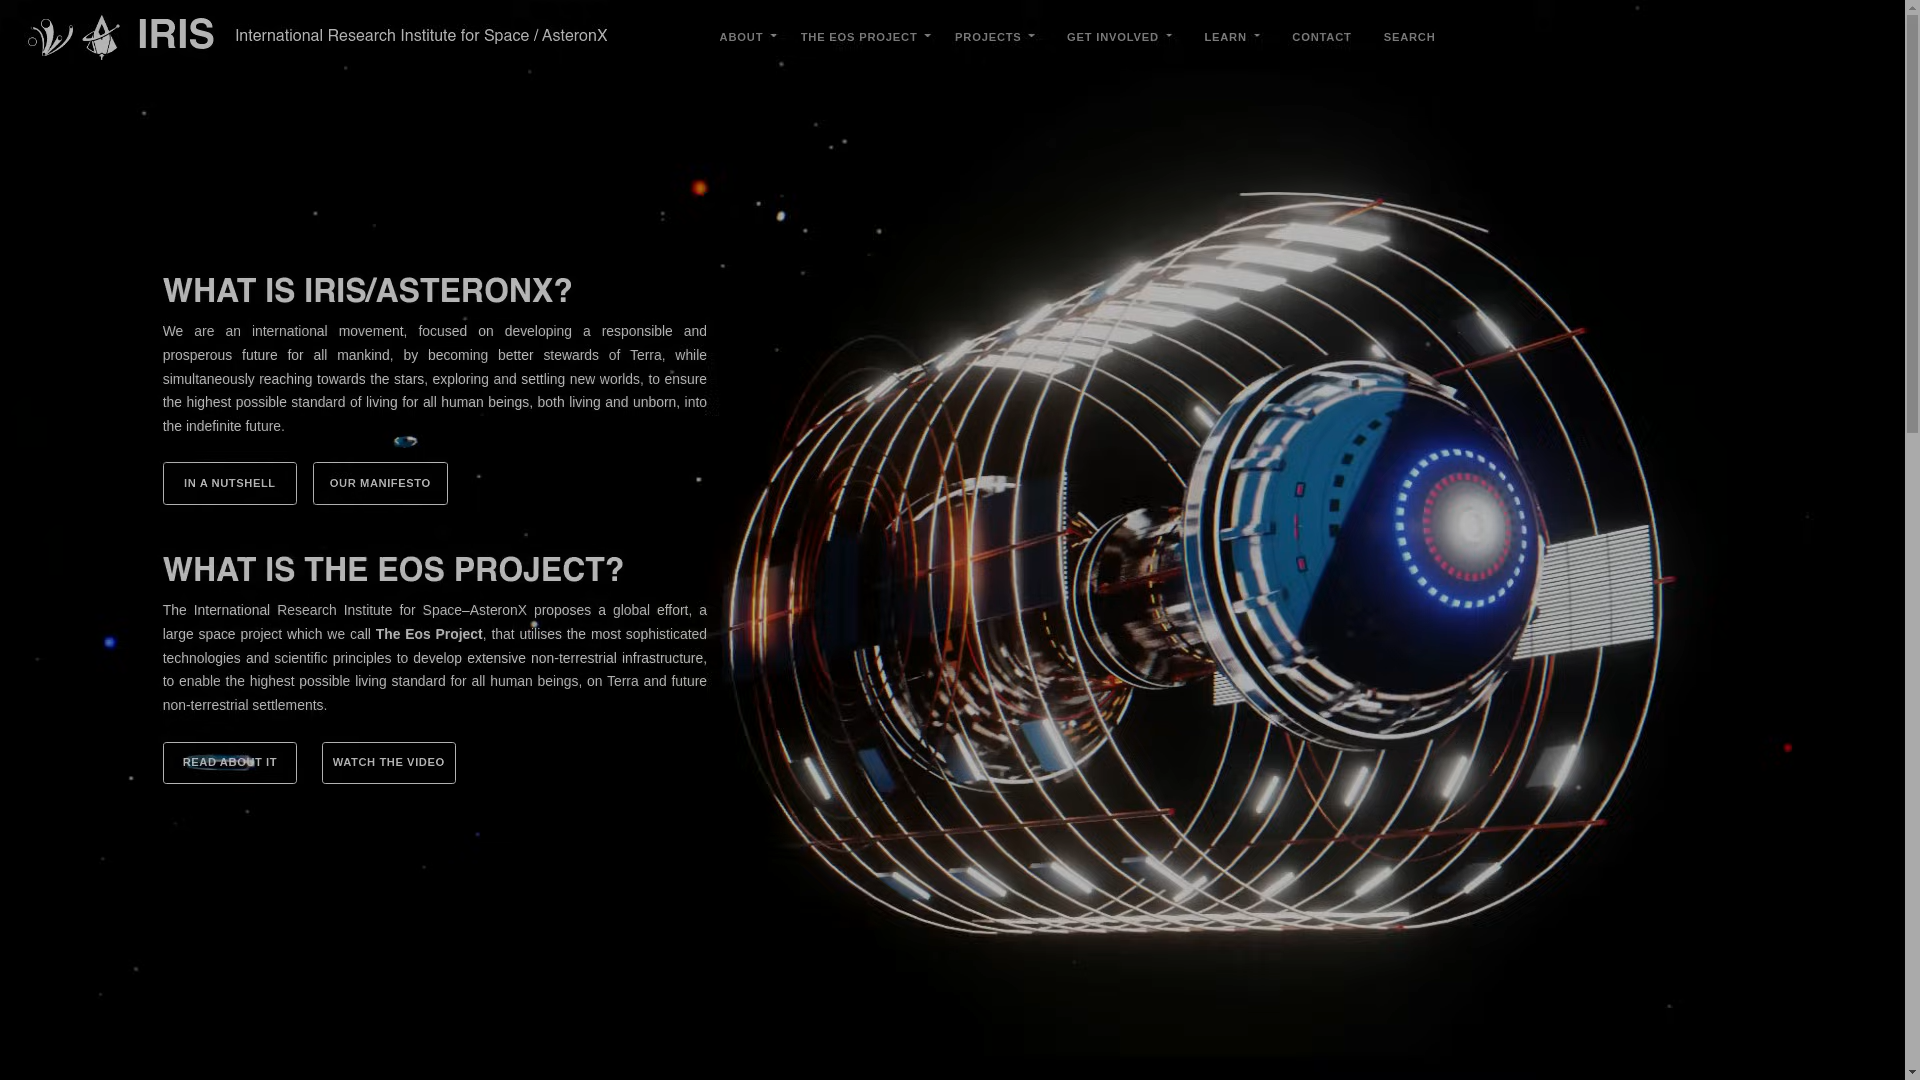 IRIS International Research Institute for Space / AsteronX
ABOUT THE EOS PROJECT PROJECTS GET INVOLVED LEARN CONTACT SEARCH
WHAT IS IRIS/ASTERONX?
We are an international movement, focused on developing a responsible and
prosperous future for all mankind, by becoming better stewards of Terra, while
simultaneously reaching towards the stars, exploring and settling new worlds, to ensure
the highest possible standard of living for all human beings, both living and unborn, into
the indefinite future.
IN A NUTSHELL OUR MANIFESTO
WHAT IS THE EOS PROJECT?
The International Research Institute for Space–AsteronX proposes a global effort, a
large space project which we call The Eos Project, that utilises the most sophisticated
technologies and scientific principles to develop extensive non-terrestrial infrastructure,
to enable the highest possible living standard for all human beings, on Terra and future
non-terrestrial settlements.
READ ABOUT IT WATCH THE VIDEO